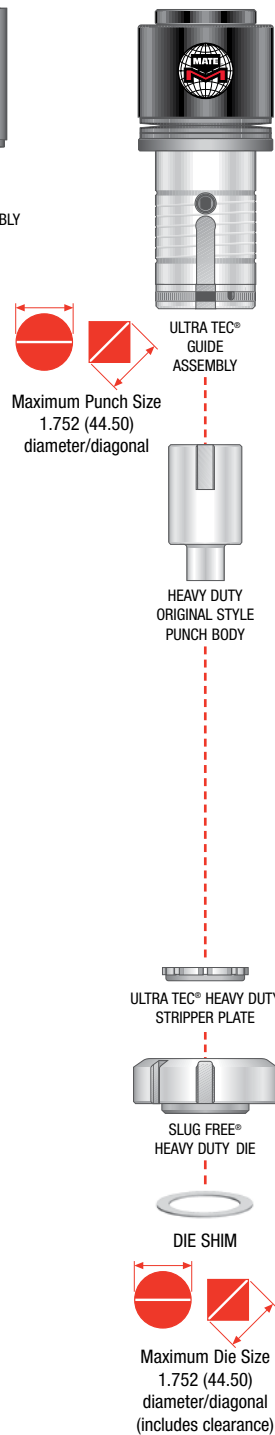 MATE
BLY
ULTRA TEC®
GUIDE
ASSEMBLY
Maximum Punch Size
1.752 (44.50)
diameter/diagonal
HEAVY DUTY
ORIGINAL STYLE
PUNCH BODY
ULTRA TEC® HEAVY DUTY
STRIPPER PLATE
SLUG FREE®
HEAVY DUTY DIE
DIE SHIM
Maximum Die Size
1.752 (44.50)
diameter/diagonal
(includes clearance)